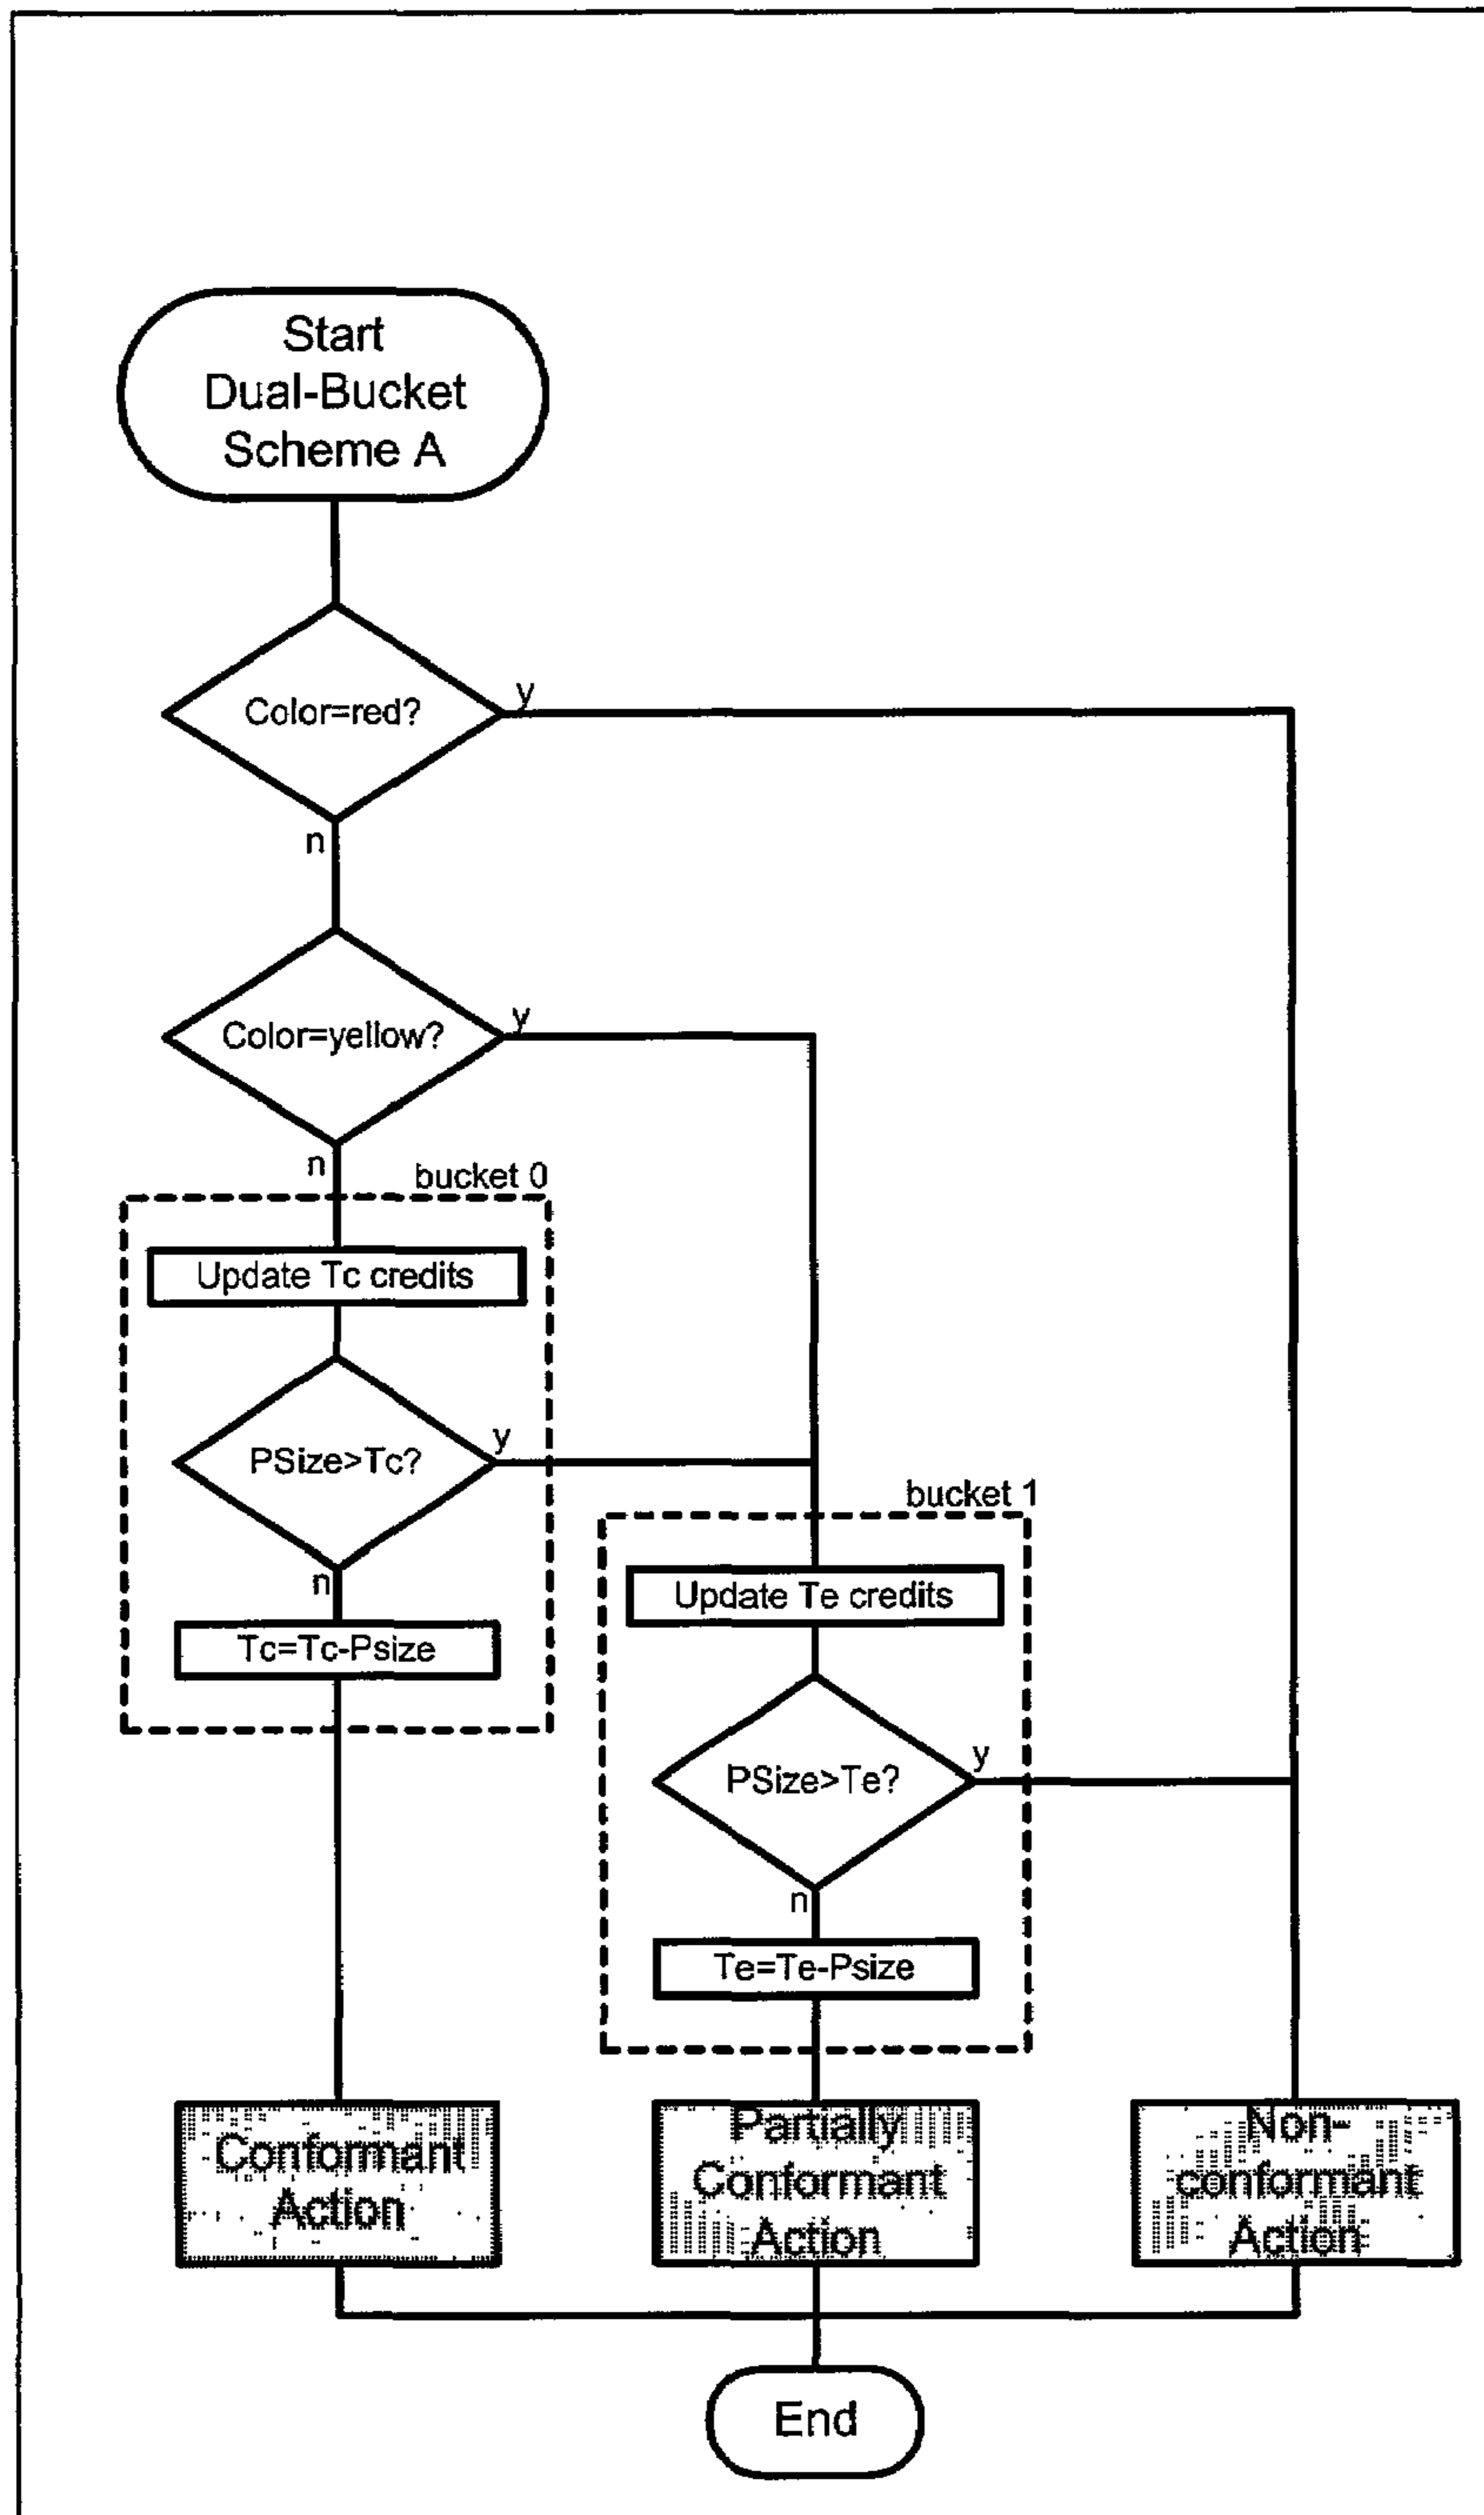 Start
Dual-Bucket
Scheme A
Color=red?
y
n
Color=yellow?
y
n
bucket 0
Update Tc credits
PSize>Tc?
y
n
Tc=Tc-Psize
bucket 1
Update Te credits
PSize>Te?
y
n
Te=Te-Psize
Conformant
Action
Partially
Conformant
Action
Non-
conformant
Action
End